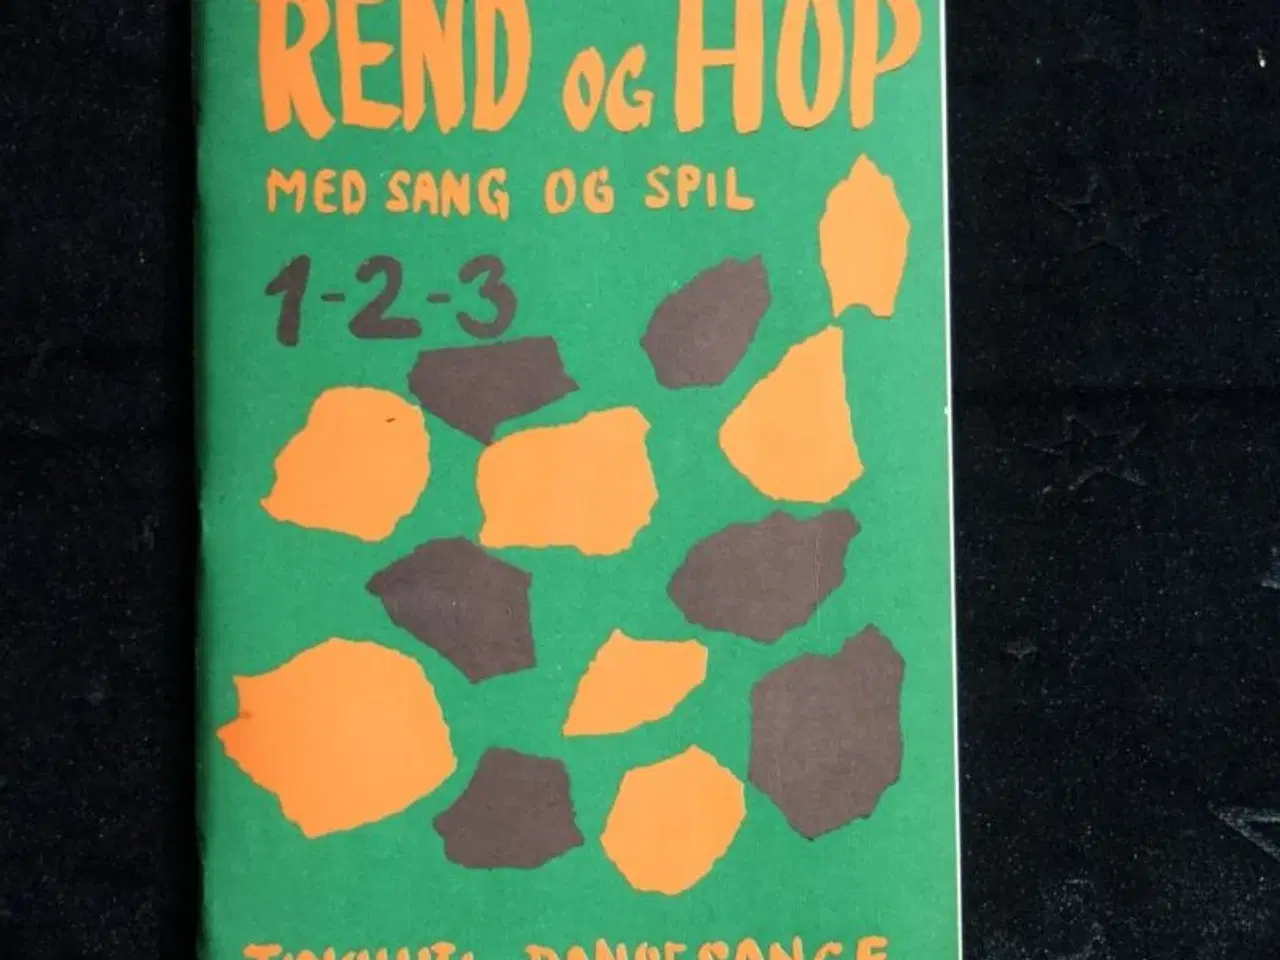 REND OG HOP
MED SANG OG SPIL
1-2-3